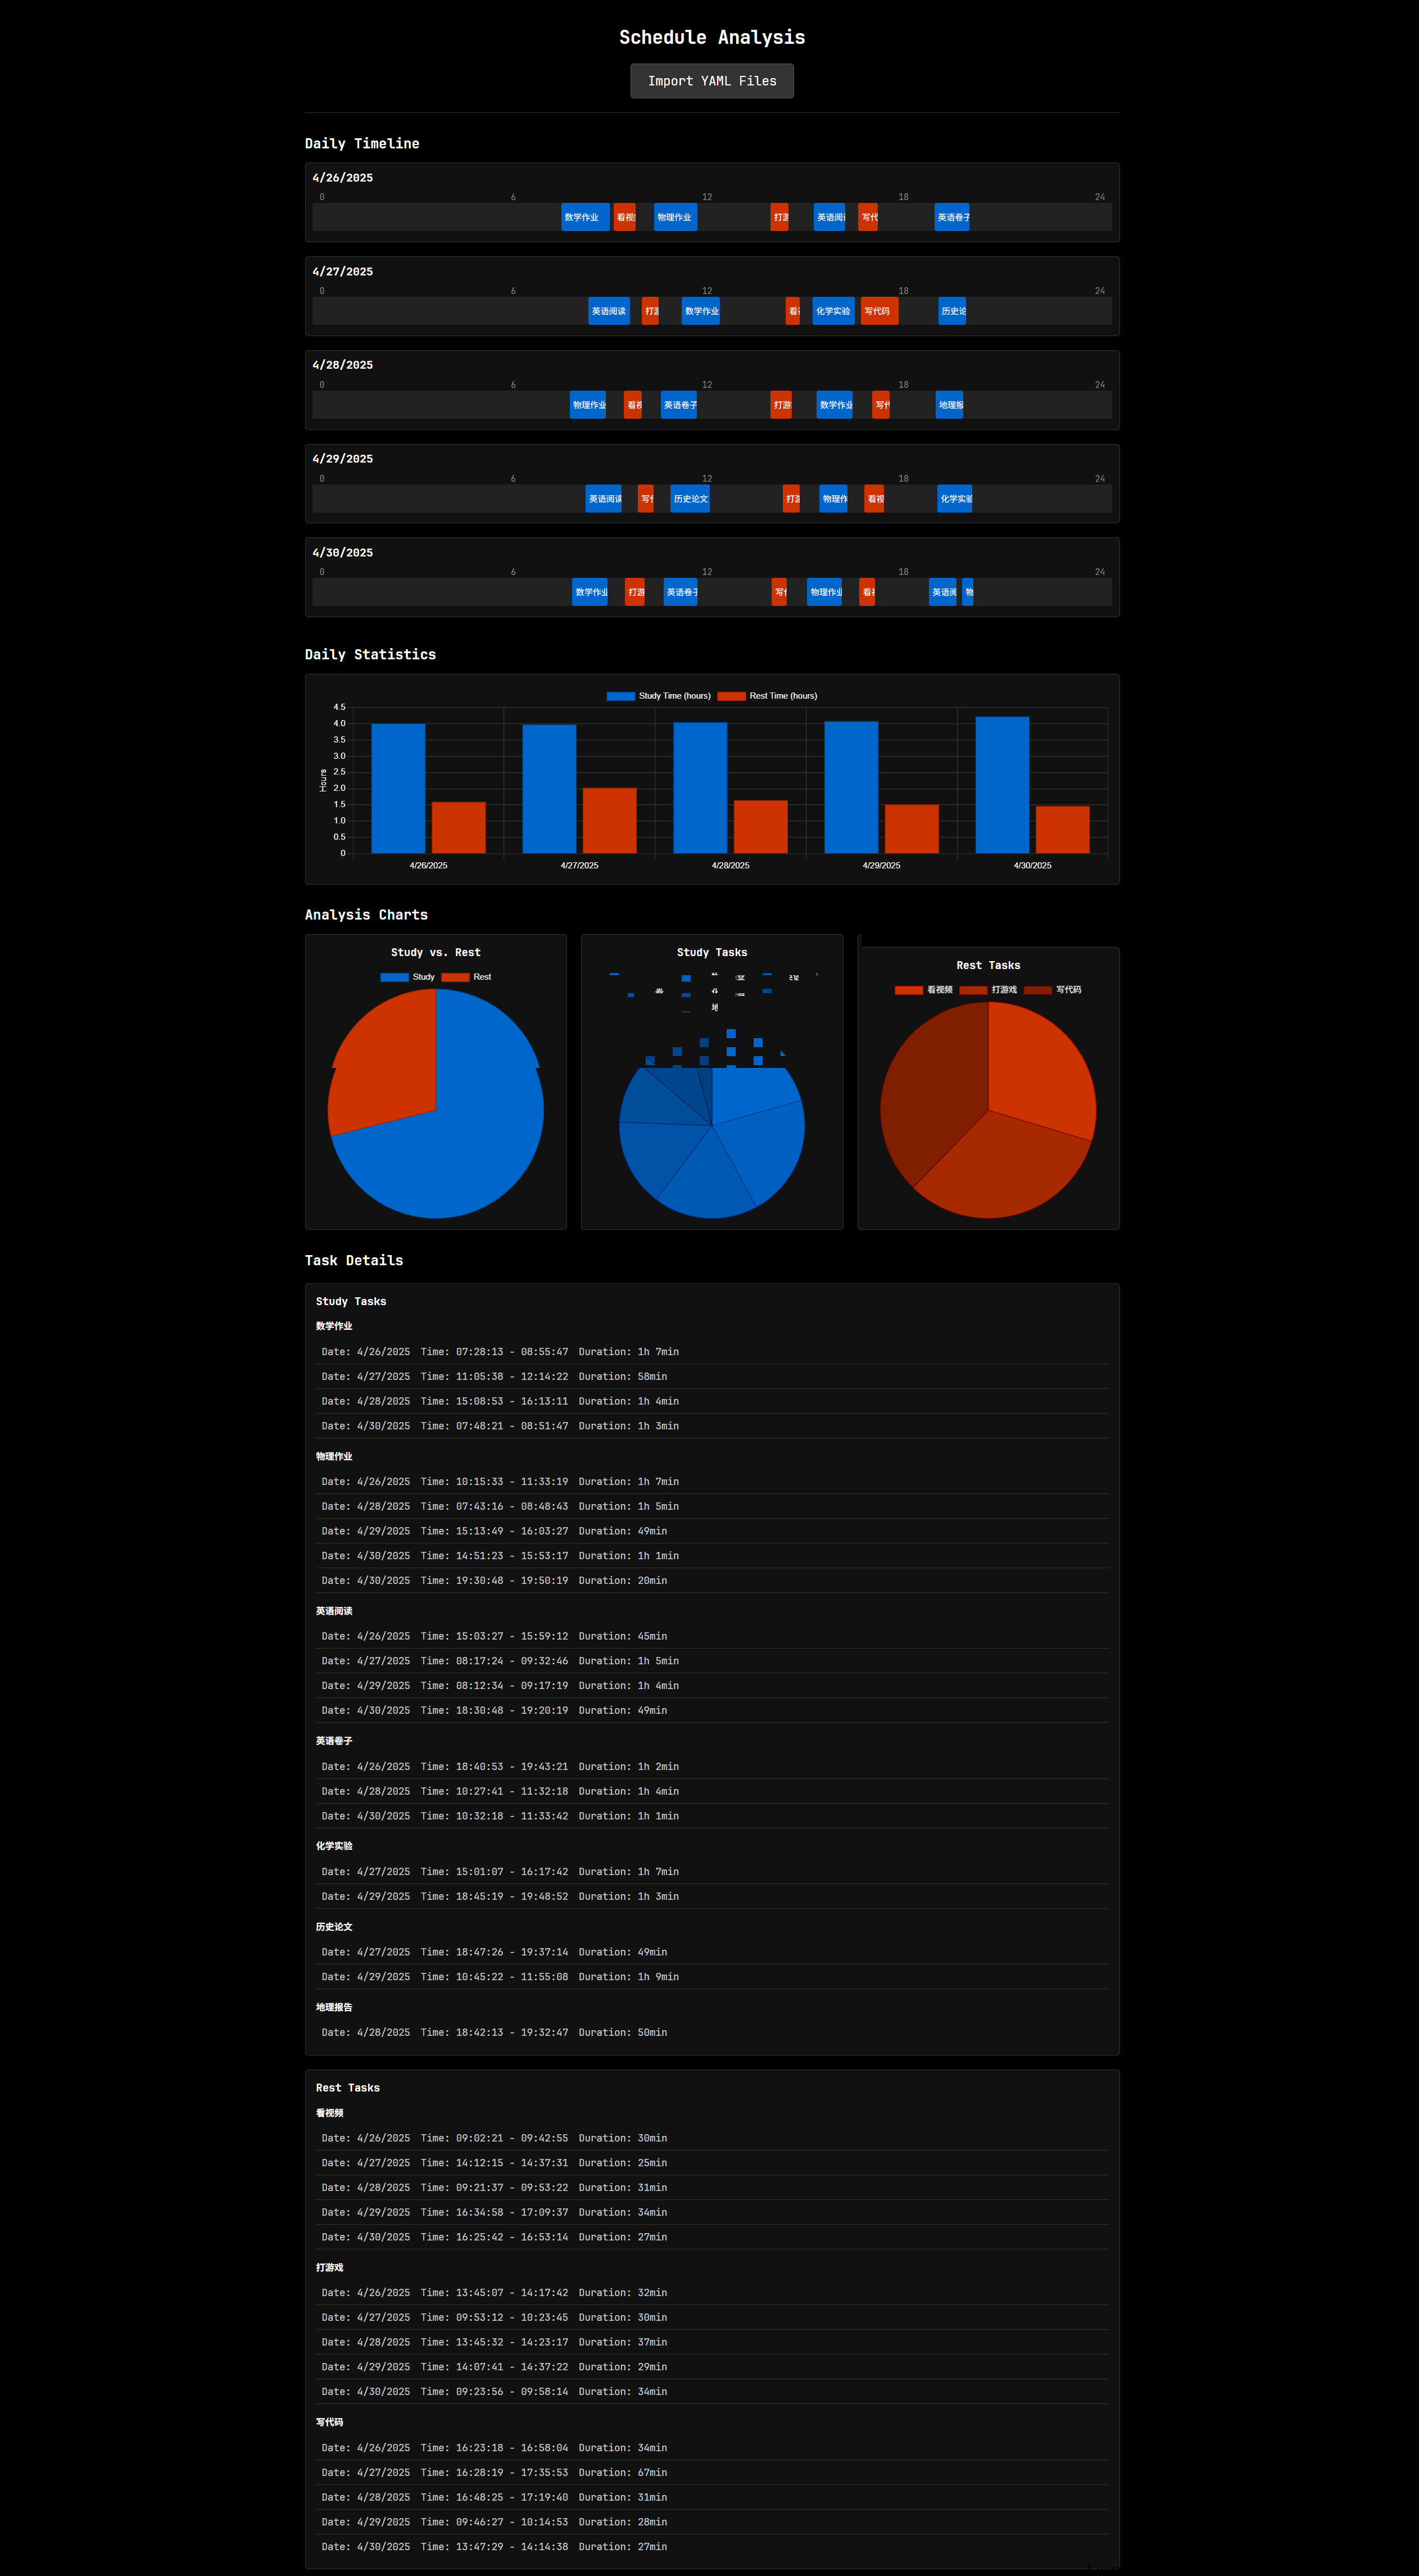 Schedule Analysis
Import YAML Files
Daily Timeline
4/26/2025
0 6 12 18 24
数学作业 看视 物理作业 打游 英语阅 写代 英语卷子
4/27/2025
0 6 12 18 24
英语阅读 打游 数学作业 看 化学实验 写代码 历史论
4/28/2025
0 6 12 18 24
物理作业 看视 英语卷子 打游 数学作业 写代 地理报
4/29/2025
0 6 12 18 24
英语阅读 写 历史论文 打游 物理作 看视 化学实验
4/30/2025
0 6 12 18 24
数学作业 打游 英语卷子 写 物理作业 看 英语阅 物
Daily Statistics
Study Time (hours) Rest Time (hours)
4.5
4.0
3.5
3.0
2.5
2.0
1.5
1.0
0.5
0
Hours
4/26/2025 4/27/2025 4/28/2025 4/29/2025 4/30/2025
Analysis Charts
Study vs. Rest
Study Rest
Study Tasks
Rest Tasks
看视频 打游戏 写代码
Task Details
Study Tasks
数学作业
Date: 4/26/2025 Time: 07:28:13 - 08:55:47 Duration: 1h 7min
Date: 4/27/2025 Time: 11:05:38 - 12:14:22 Duration: 58min
Date: 4/28/2025 Time: 15:08:53 - 16:13:11 Duration: 1h 4min
Date: 4/30/2025 Time: 07:48:21 - 08:51:47 Duration: 1h 3min
物理作业
Date: 4/26/2025 Time: 10:15:33 - 11:33:19 Duration: 1h 7min
Date: 4/28/2025 Time: 07:43:16 - 08:48:43 Duration: 1h 5min
Date: 4/29/2025 Time: 15:13:49 - 16:03:27 Duration: 49min
Date: 4/30/2025 Time: 14:51:23 - 15:53:17 Duration: 1h 1min
Date: 4/30/2025 Time: 19:30:48 - 19:50:19 Duration: 20min
英语阅读
Date: 4/26/2025 Time: 15:03:27 - 15:59:12 Duration: 45min
Date: 4/27/2025 Time: 08:17:24 - 09:32:46 Duration: 1h 5min
Date: 4/29/2025 Time: 08:12:34 - 09:17:19 Duration: 1h 4min
Date: 4/30/2025 Time: 18:30:48 - 19:20:19 Duration: 49min
英语卷子
Date: 4/26/2025 Time: 18:40:53 - 19:43:21 Duration: 1h 2min
Date: 4/28/2025 Time: 10:27:41 - 11:32:18 Duration: 1h 4min
Date: 4/30/2025 Time: 10:32:18 - 11:33:42 Duration: 1h 1min
化学实验
Date: 4/27/2025 Time: 15:01:07 - 16:17:42 Duration: 1h 7min
Date: 4/29/2025 Time: 18:45:19 - 19:48:52 Duration: 1h 3min
历史论文
Date: 4/27/2025 Time: 18:47:26 - 19:37:14 Duration: 49min
Date: 4/29/2025 Time: 10:45:22 - 11:55:08 Duration: 1h 9min
地理报告
Date: 4/28/2025 Time: 18:42:13 - 19:32:47 Duration: 50min
Rest Tasks
看视频
Date: 4/26/2025 Time: 09:02:21 - 09:42:55 Duration: 30min
Date: 4/27/2025 Time: 14:12:15 - 14:37:31 Duration: 25min
Date: 4/28/2025 Time: 09:21:37 - 09:53:22 Duration: 31min
Date: 4/29/2025 Time: 16:34:58 - 17:09:37 Duration: 34min
Date: 4/30/2025 Time: 16:25:42 - 16:53:14 Duration: 27min
打游戏
Date: 4/26/2025 Time: 13:45:07 - 14:17:42 Duration: 32min
Date: 4/27/2025 Time: 09:53:12 - 10:23:45 Duration: 30min
Date: 4/28/2025 Time: 13:45:32 - 14:23:17 Duration: 37min
Date: 4/29/2025 Time: 14:07:41 - 14:37:22 Duration: 29min
Date: 4/30/2025 Time: 09:23:56 - 09:58:14 Duration: 34min
写代码
Date: 4/26/2025 Time: 16:23:18 - 16:58:04 Duration: 34min
Date: 4/27/2025 Time: 16:28:19 - 17:35:53 Duration: 67min
Date: 4/28/2025 Time: 16:48:25 - 17:19:40 Duration: 31min
Date: 4/29/2025 Time: 09:46:27 - 10:14:53 Duration: 28min
Date: 4/30/2025 Time: 13:47:29 - 14:14:38 Duration: 27min